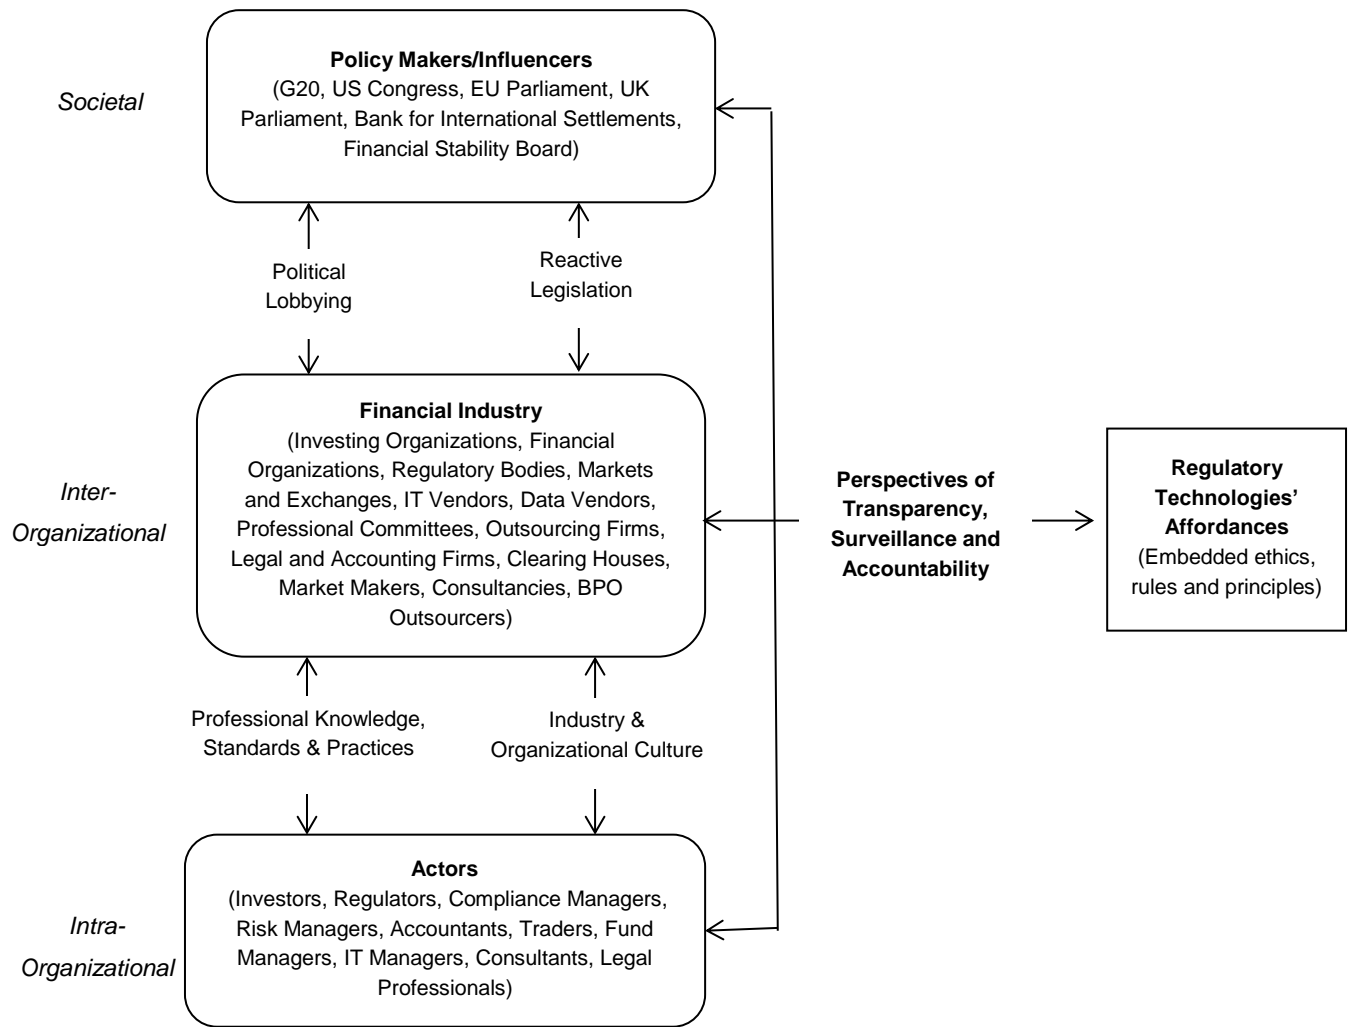 Societal
Policy Makers/Influencers
(G20, US Congress, EU Parliament, UK
Parliament, Bank for International Settlements,
Financial Stability Board)
Political
Lobbying
Reactive
Legislation
Inter-
Organizational
Financial Industry
(Investing Organizations, Financial
Organizations, Regulatory Bodies, Markets
and Exchanges, IT Vendors, Data Vendors,
Professional Committees, Outsourcing Firms,
Legal and Accounting Firms, Clearing Houses,
Market Makers, Consultancies, BPO
Outsourcers)
Perspectives of
Transparency,
Surveillance and
Accountability
Regulatory
Technologies’
Affordances
(Embedded ethics,
rules and principles)
Professional Knowledge,
Standards & Practices
Industry &
Organizational Culture
Intra-
Organizational
Actors
(Investors, Regulators, Compliance Managers,
Risk Managers, Accountants, Traders, Fund
Managers, IT Managers, Consultants, Legal
Professionals)